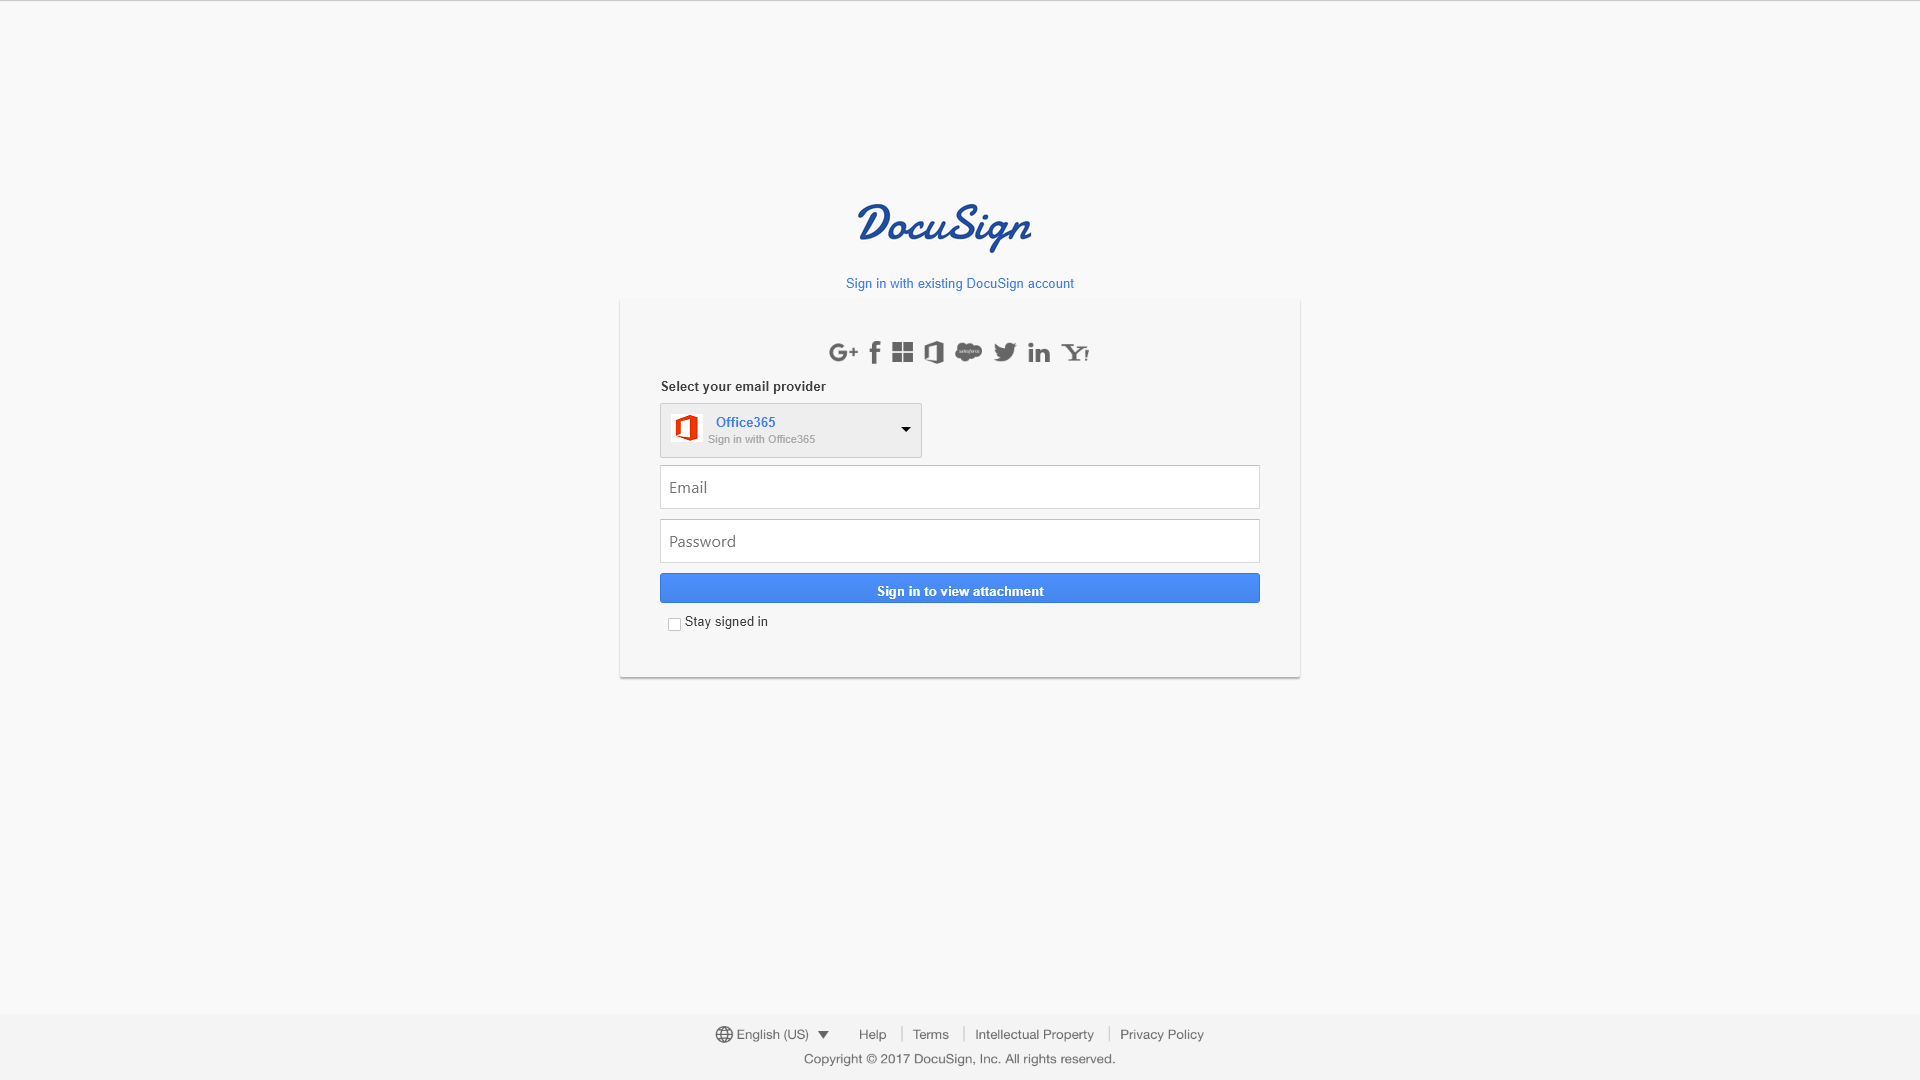 DocuSign
Sign in with existing DocuSign account
G+ f in Y!
Select your email provider
Office365
Sign in with Office365
Email
Password
Sign in to view attachment
Stay signed in
English (US) Help Terms Intellectual Property Privacy Policy
Copyright © 2017 DocuSign, Inc. All rights reserved.